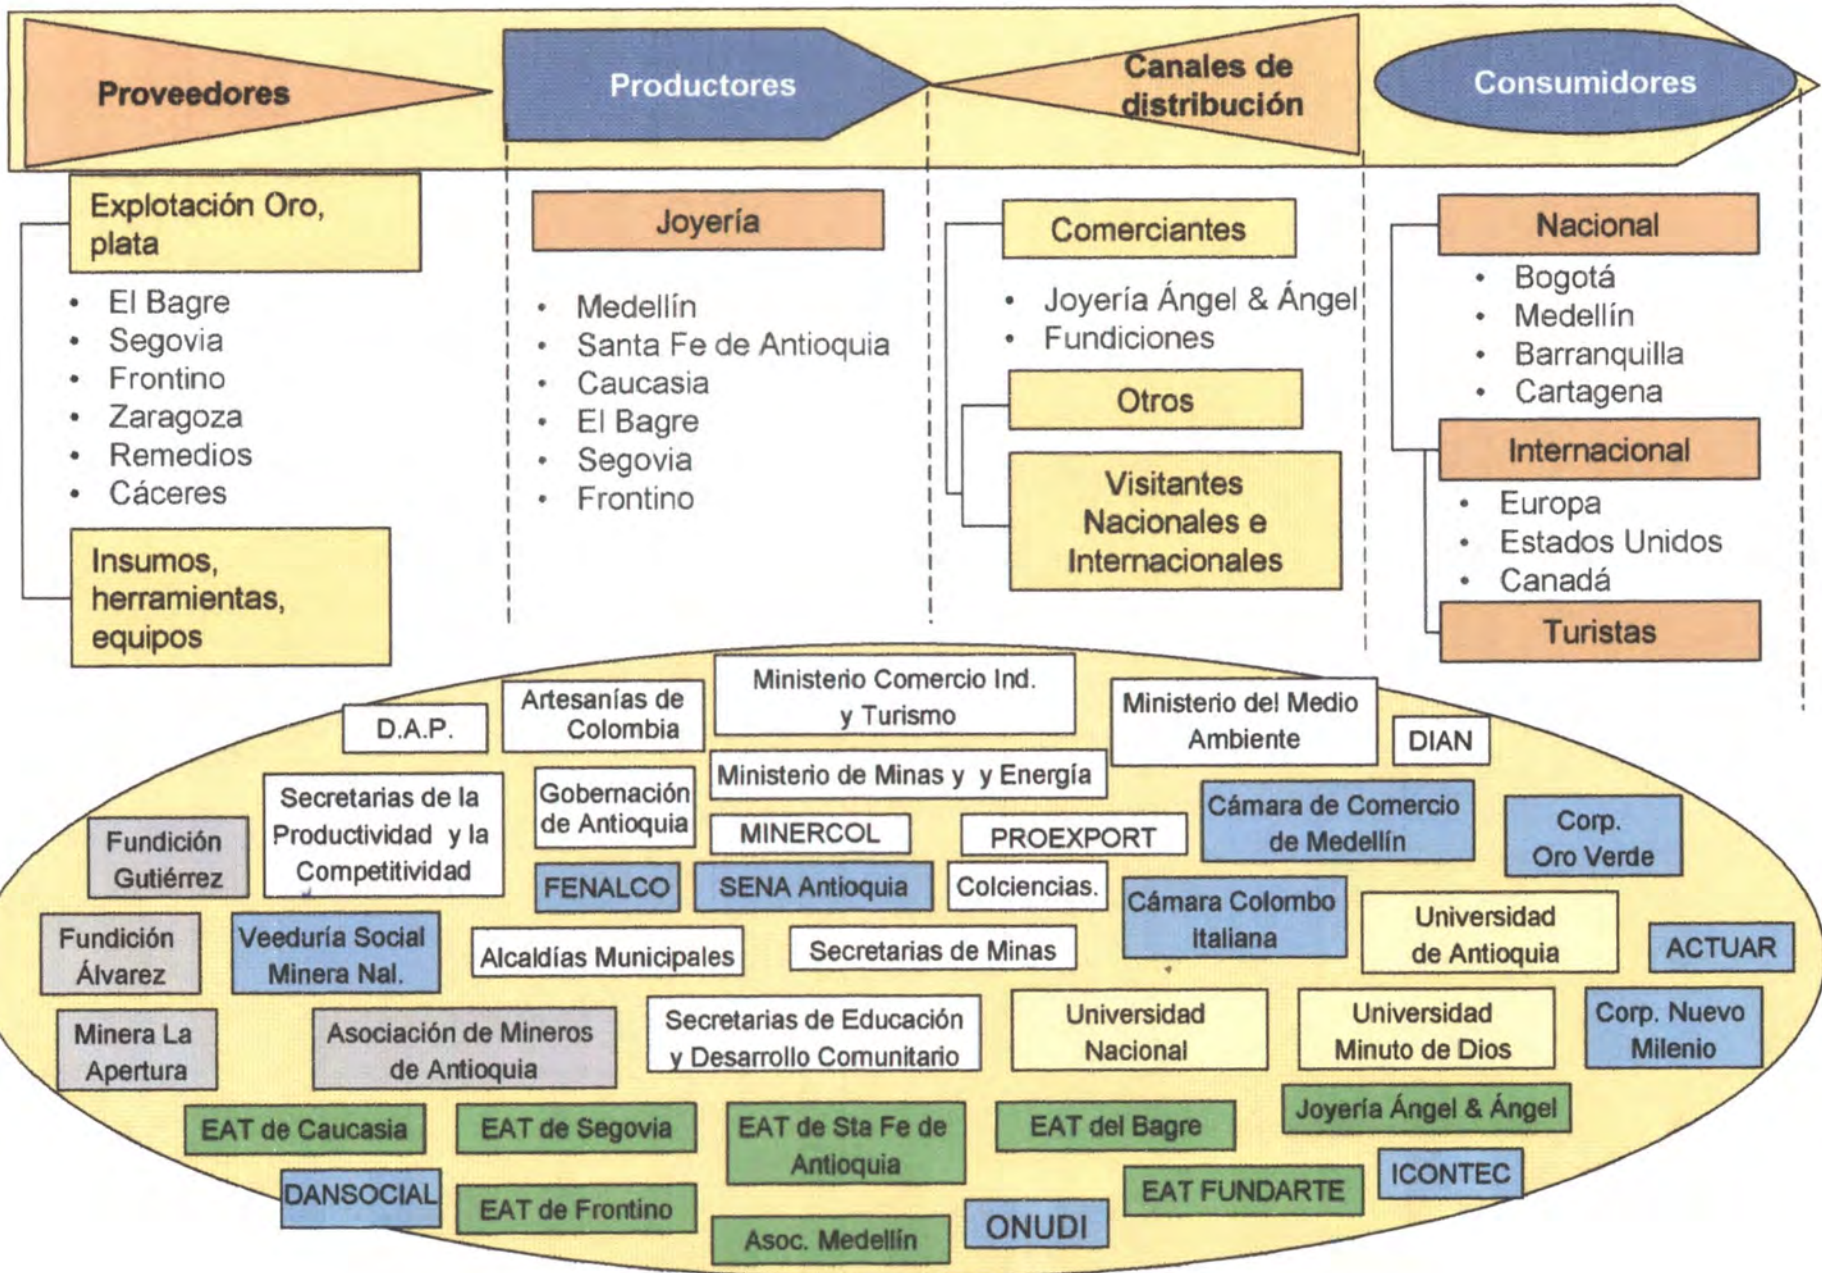 Proveedores
Productores
Canales de
distribución
Consumidores
Explotación Oro,
plata
• El Bagre
• Segovia
• Frontino
• Zaragoza
• Remedios
• Cáceres
Insumos,
herramientas,
equipos
Joyería
• Medellín
• Santa Fe de Antioquia
• Caucasia
• El Bagre
• Segovia
• Frontino
Comerciantes
• Joyería Ángel & Ángel
• Fundiciones
Otros
Visitantes
Nacionales e
Internacionales
Nacional
• Bogotá
• Medellín
• Barranquilla
• Cartagena
Internacional
• Europa
• Estados Unidos
• Canadá
Turistas
D.A.P.
Artesanías de
Colombia
Ministerio Comercio Ind.
y Turismo
Ministerio del Medio
Ambiente
DIAN
Secretarias de la
Productividad y la
Competitividad
Gobernación
de Antioquia
Ministerio de Minas y y Energía
MINERCOL
PROEXPORT
Cámara de Comercio
de Medellín
Corp.
Oro Verde
Fundición
Gutiérrez
FENALCO
SENA Antioquia
Colciencias.
Cámara Colombo
Italiana
Universidad
de Antioquia
ACTUAR
Fundición
Álvarez
Veeduría Social
Minera Nal.
Alcaldías Municipales
Secretarias de Minas
Minera La
Apertura
Asociación de Mineros
de Antioquia
Secretarias de Educación
y Desarrollo Comunitario
Universidad
Nacional
Universidad
Minuto de Dios
Corp. Nuevo
Milenio
EAT de Caucasia
EAT de Segovia
EAT de Sta Fe de
Antioquia
EAT del Bagre
Joyería Ángel & Ángel
DANSOCIAL
EAT de Frontino
Asoc. Medellín
ONUDI
EAT FUNDARTE
ICONTEC